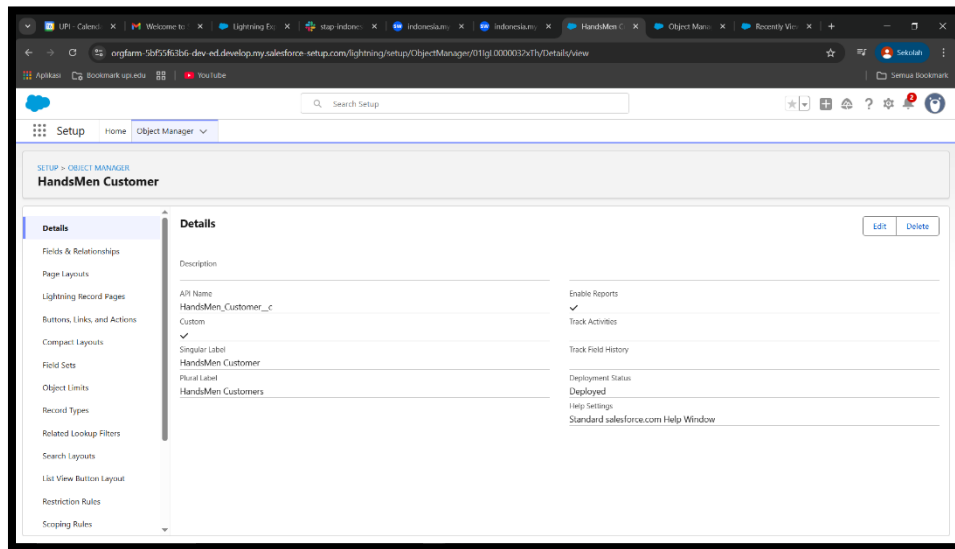 UPI - Calend
Welcome to
Lightning Ex
stap-indones
indonesia.my
indonesia.my
HandsMen C
Object Mana
Recently Vie
orgfarm-5bf55f63b6-dev-ed.develop.my.salesforce-setup.com/lightning/setup/ObjectManager/01IgL0000032xTh/Details/view
Sekolah
Aplikasi
Bookmark upi.edu
YouTube
Semua Bookmark
Search Setup
2
Setup
Home
Object Manager
SETUP > OBJECT MANAGER
HandsMen Customer
Details
Fields & Relationships
Page Layouts
Lightning Record Pages
Buttons, Links, and Actions
Compact Layouts
Field Sets
Object Limits
Record Types
Related Lookup Filters
Search Layouts
List View Button Layout
Restriction Rules
Scoping Rules
Details
Edit
Delete
Description
API Name
HandsMen_Customer__c
Custom
Singular Label
HandsMen Customer
Plural Label
HandsMen Customers
Enable Reports
Track Activities
Track Field History
Deployment Status
Deployed
Help Settings
Standard salesforce.com Help Window